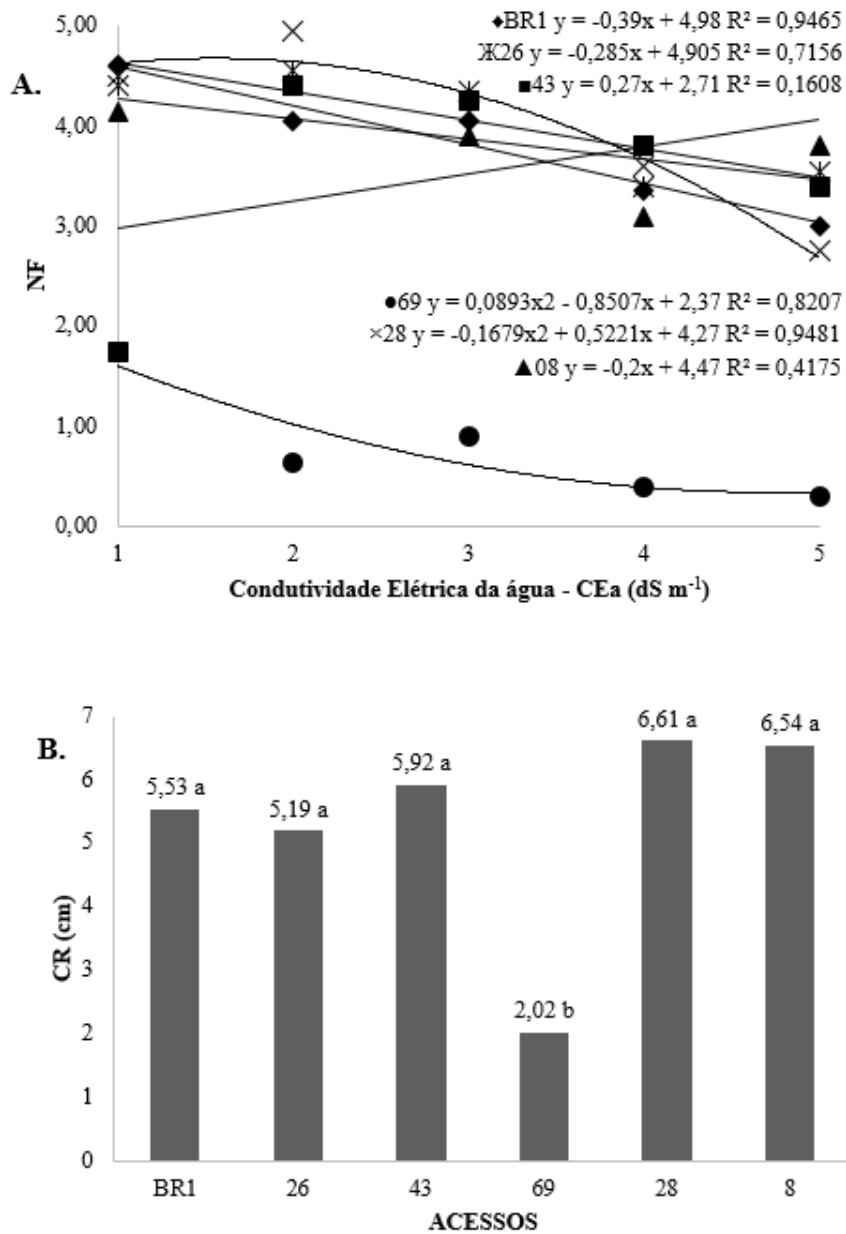 5,00
♦BR1 y = -0,39x + 4,98 R² = 0,9465
Ж26 y = -0,285x + 4,905 R² = 0,7156
A.
■43 y = 0,27x + 2,71 R² = 0,1608
4,00
3,00
NF
●69 y = 0,0893x2 - 0,8507x + 2,37 R² = 0,8207
2,00
×28 y = -0,1679x2 + 0,5221x + 4,27 R² = 0,9481
▲08 y = -0,2x + 4,47 R² = 0,4175
1,00
0,00
1 2 3 4 5
Condutividade Elétrica da água - CEa (dS m⁻¹)
B.
7
6
5
4
3
2
1
0
CR (cm)
5,53 a 5,19 a 5,92 a 2,02 b 6,61 a 6,54 a
BR1 26 43 69 28 8
ACESSOS